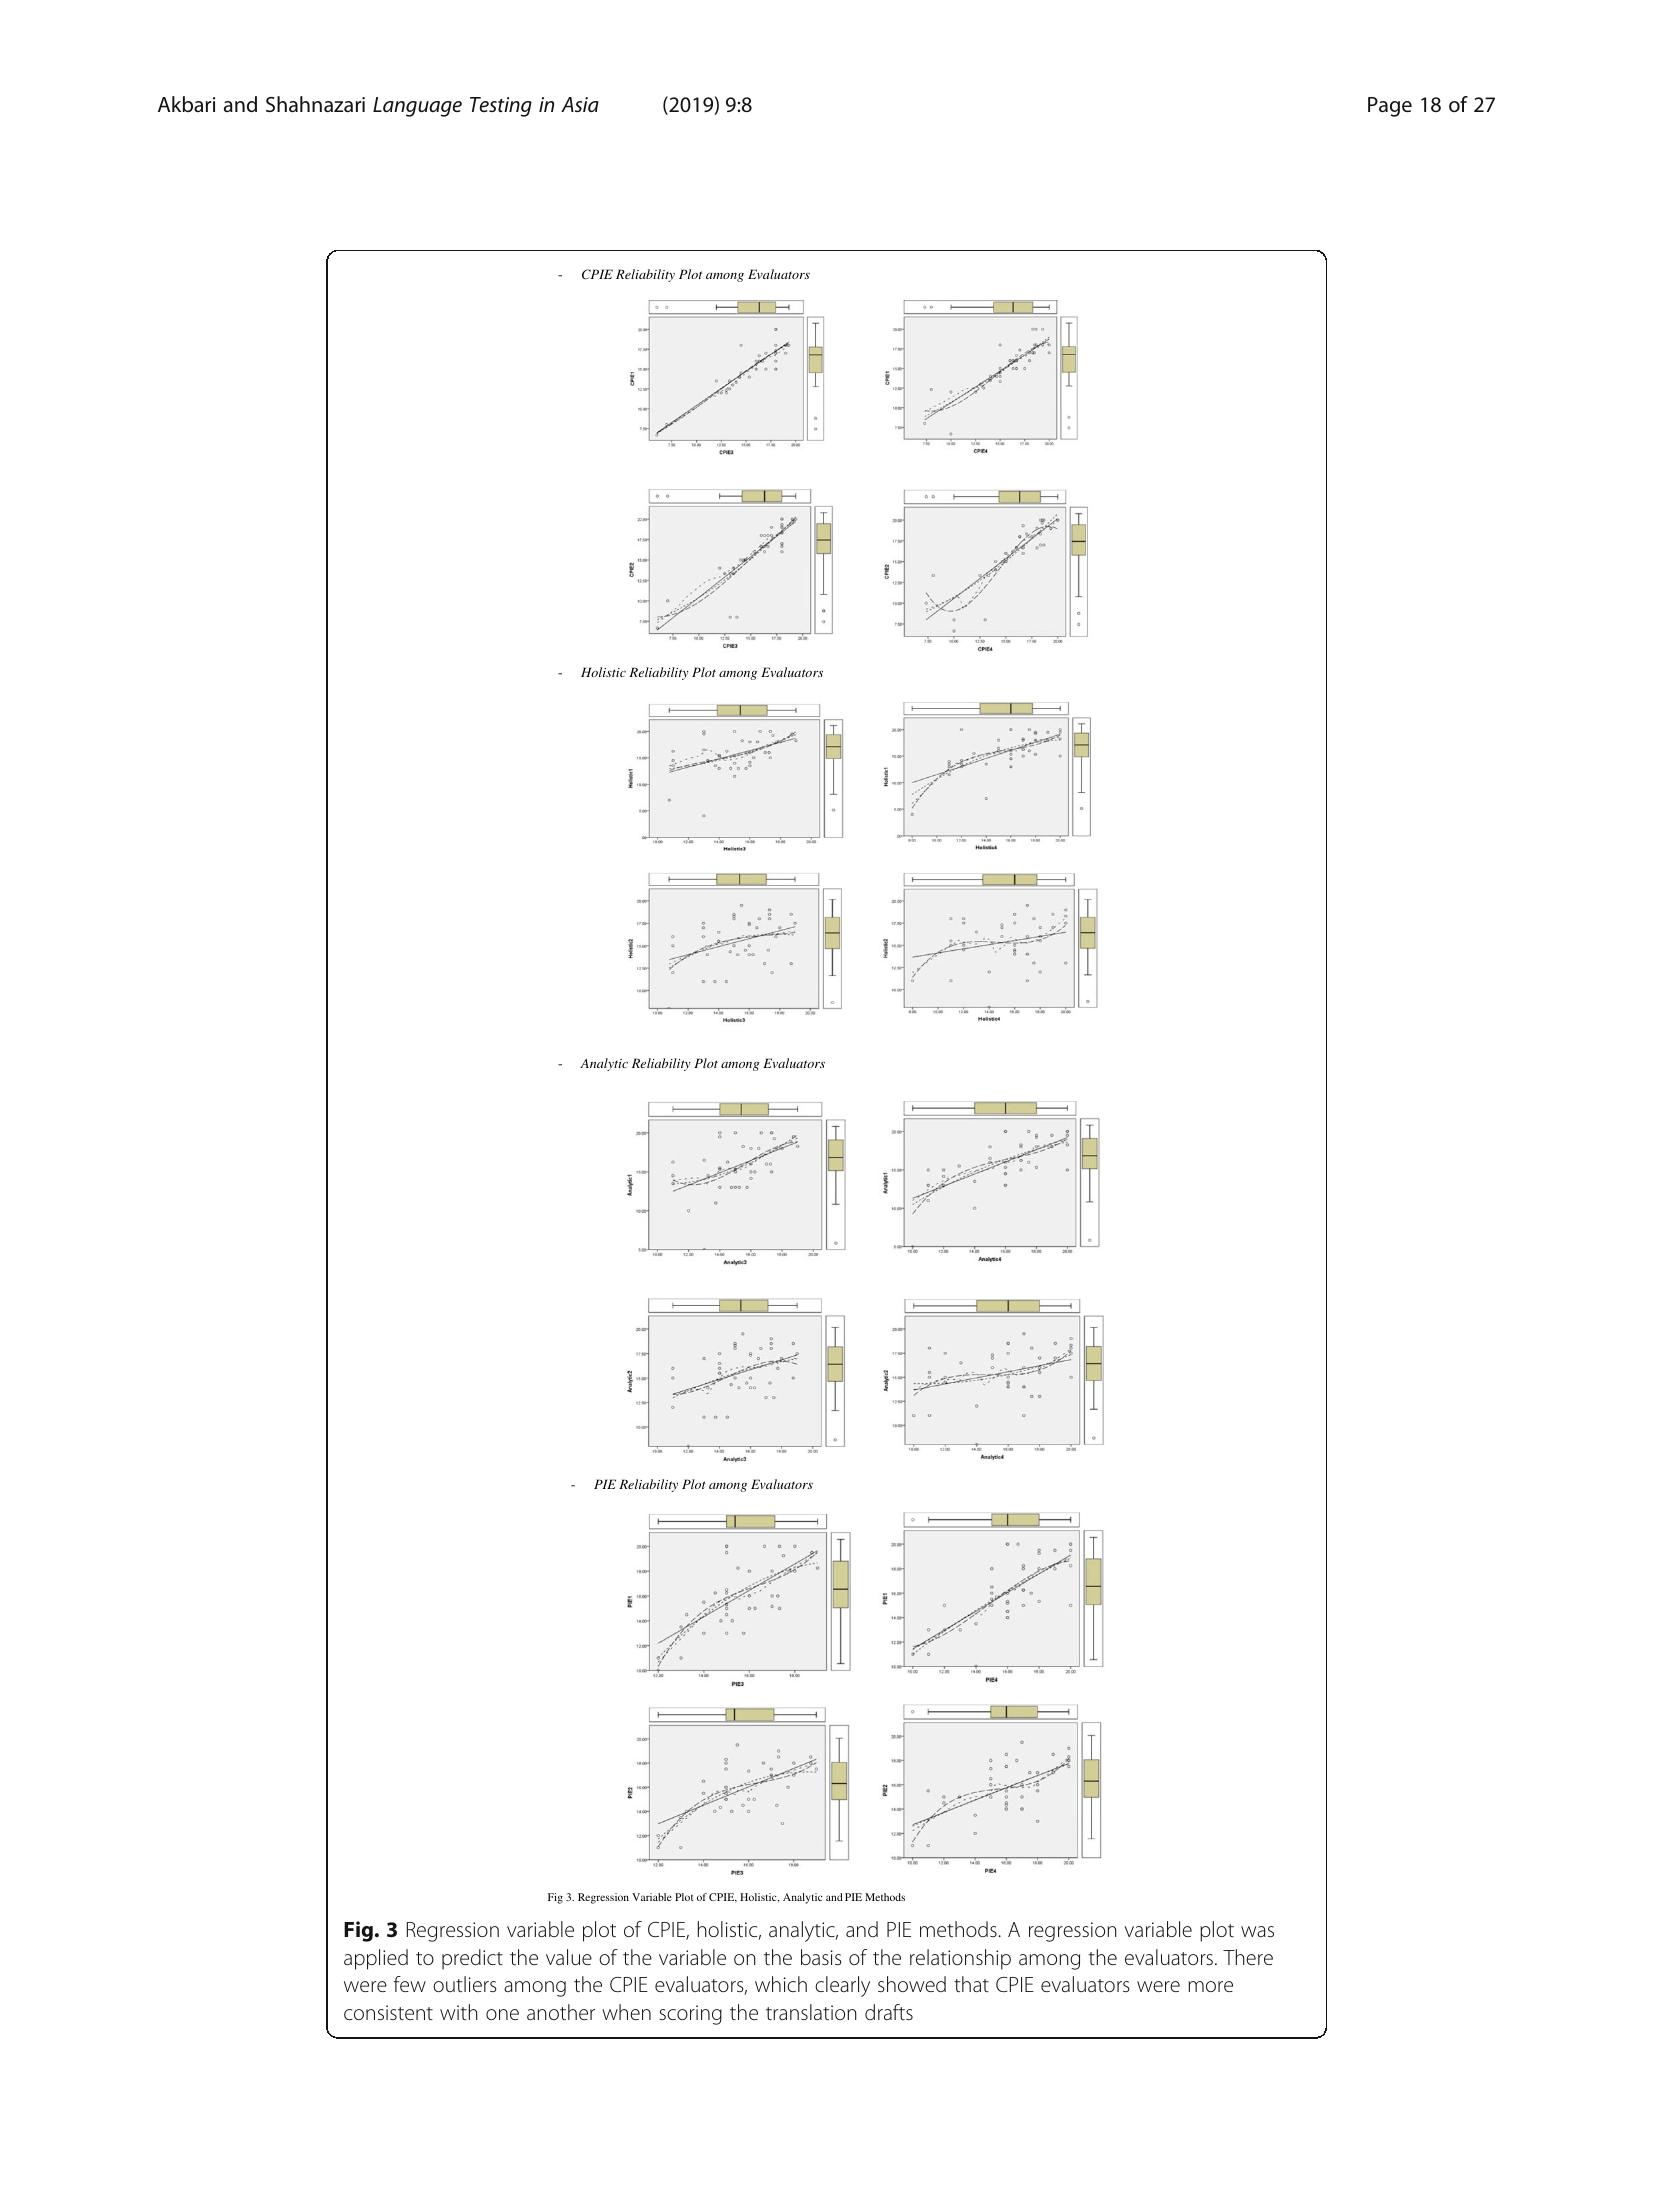 Akbari and Shahnazari Language Testing in Asia (2019) 9:8 Page 18 of 27
- CPIE Reliability Plot among Evaluators
CPIE1 CPIE3
CPIE1 CPIE4
CPIE2 CPIE3
CPIE2 CPIE4
- Holistic Reliability Plot among Evaluators
Holistic1 Holistic3
Holistic1 Holistic4
Holistic2 Holistic3
Holistic2 Holistic4
- Analytic Reliability Plot among Evaluators
Analytic1 Analytic3
Analytic1 Analytic4
Analytic2 Analytic3
Analytic2 Analytic4
- PIE Reliability Plot among Evaluators
PIE1 PIE3
PIE1 PIE4
PIE2 PIE3
PIE2 PIE4
Fig 3. Regression Variable Plot of CPIE, Holistic, Analytic and PIE Methods
Fig. 3 Regression variable plot of CPIE, holistic, analytic, and PIE methods. A regression variable plot was
applied to predict the value of the variable on the basis of the relationship among the evaluators. There
were few outliers among the CPIE evaluators, which clearly showed that CPIE evaluators were more
consistent with one another when scoring the translation drafts